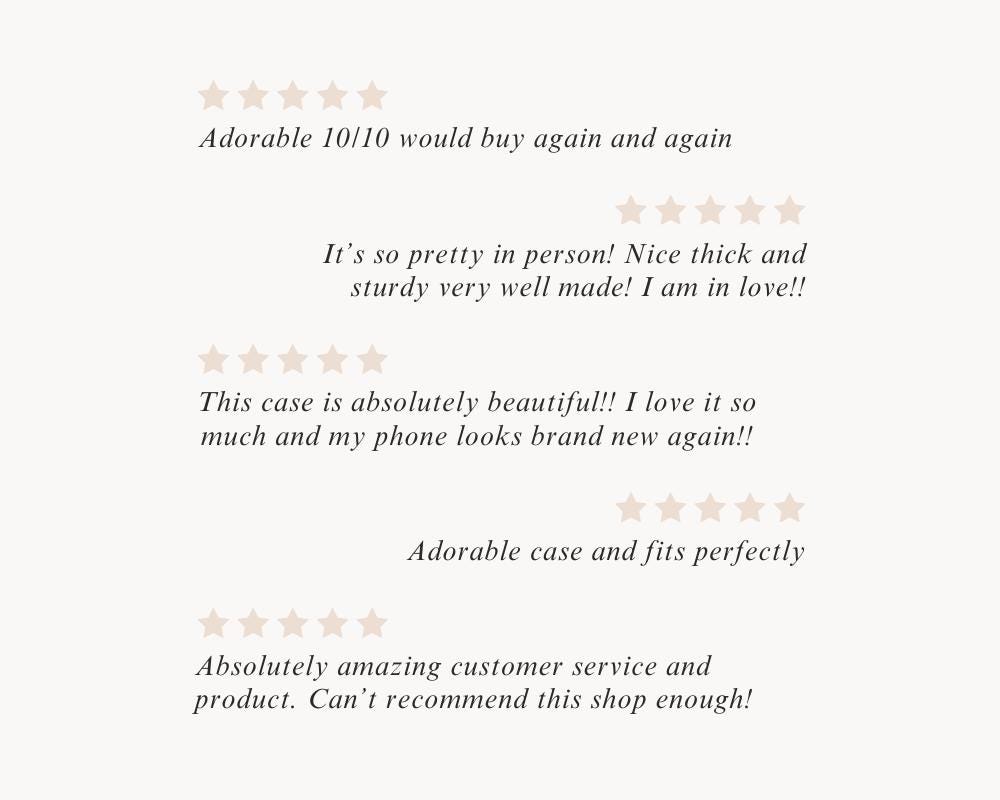 Adorable 10/10 would buy again and again
It’s so pretty in person! Nice thick and
sturdy very well made! I am in love!!
This case is absolutely beautiful!! I love it so
much and my phone looks brand new again!!
Adorable case and fits perfectly
Absolutely amazing customer service and
product. Can’t recommend this shop enough!